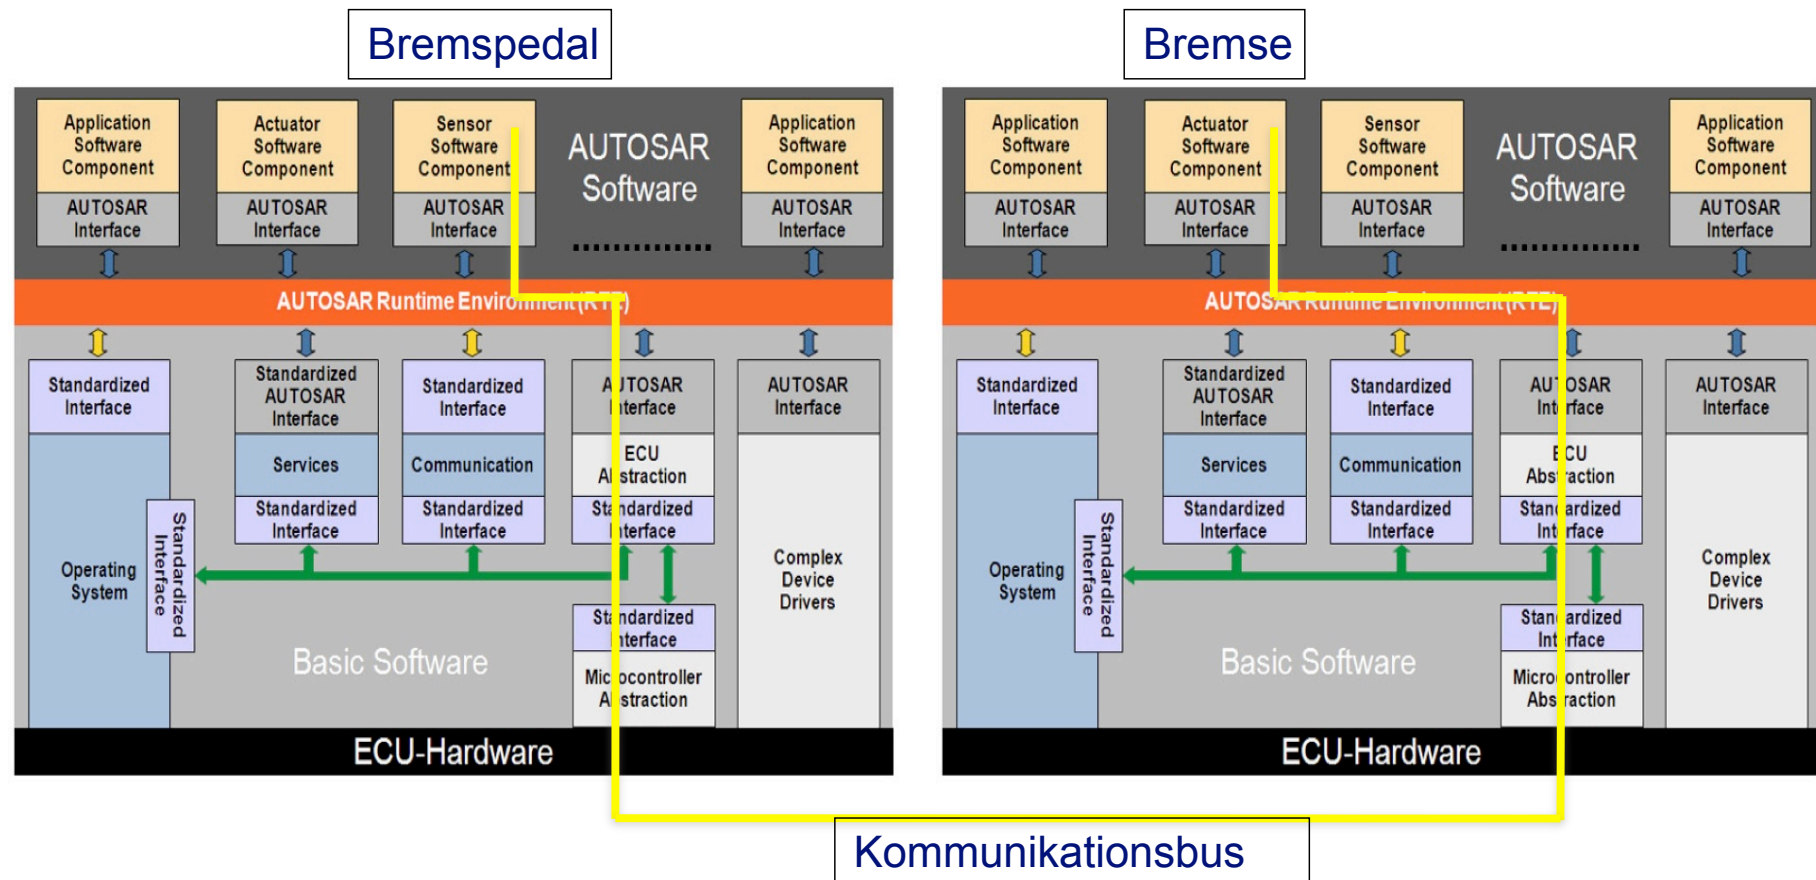 Bremspedal
Bremse
Application
Software
Component
AUTOSAR
Interface
Actuator
Software
Component
AUTOSAR
Interface
Sensor
Software
Component
AUTOSAR
Interface
AUTOSAR
Software
Application
Software
Component
AUTOSAR
Interface
AUTOSAR Runtime Environment (RTE)
Standardized
Interface
Operating
System
Standardized
Interface
Standardized
AUTOSAR
Interface
Services
Standardized
Interface
Standardized
Interface
Communication
Standardized
Interface
AUTOSAR
Interface
ECU
Abstraction
Standardized
Interface
Standardized
Interface
Microcontroller
Abstraction
AUTOSAR
Interface
Complex
Device
Drivers
Basic Software
ECU-Hardware
Application
Software
Component
AUTOSAR
Interface
Actuator
Software
Component
AUTOSAR
Interface
Sensor
Software
Component
AUTOSAR
Interface
AUTOSAR
Software
Application
Software
Component
AUTOSAR
Interface
AUTOSAR Runtime Environment (RTE)
Standardized
Interface
Operating
System
Standardized
Interface
Standardized
AUTOSAR
Interface
Services
Standardized
Interface
Standardized
Interface
Communication
Standardized
Interface
AUTOSAR
Interface
ECU
Abstraction
Standardized
Interface
Standardized
Interface
Microcontroller
Abstraction
AUTOSAR
Interface
Complex
Device
Drivers
Basic Software
ECU-Hardware
Kommunikationsbus